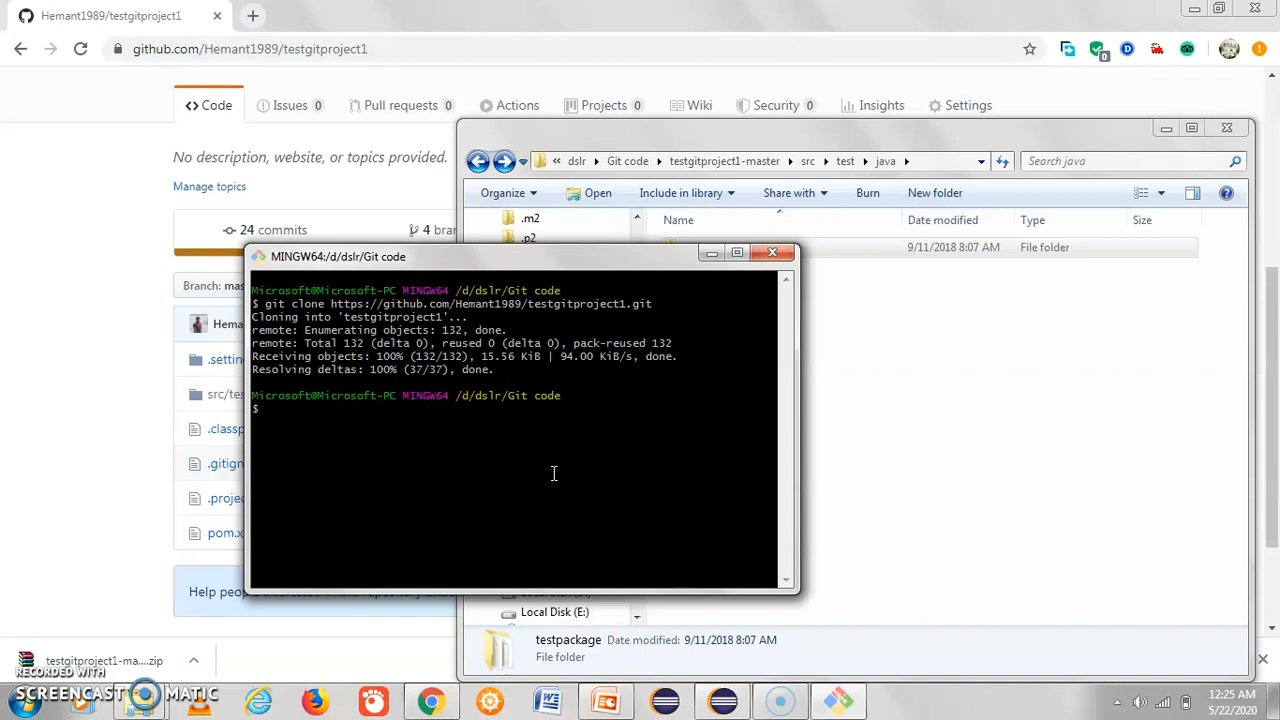 Hemant1989/testgitproject1
github.com/Hemant1989/testgitproject1
0
Code
Issues 0
Pull requests 0
Actions
Projects 0
Wiki
Security 0
Insights
Settings
No description, website, or topics provided.
Manage topics
24 commits
4 bran
Branch: mas
Hema
.settin
src/tes
.classp
.gitign
.projec
pom.x
Help peop
« dslr Git code testgitproject1-master src test java
Search java
Organize
Open
Include in library
Share with
Burn
New folder
.m2
.p2
Name
Date modified
Type
Size
9/11/2018 8:07 AM
File folder
MINGW64:/d/dslr/Git code
Microsoft@Microsoft-PC MINGW64 /d/dslr/Git code
$ git clone https://github.com/Hemant1989/testgitproject1.git
Cloning into 'testgitproject1'...
remote: Enumerating objects: 132, done.
remote: Total 132 (delta 0), reused 0 (delta 0), pack-reused 132
Receiving objects: 100% (132/132), 15.56 KiB | 94.00 KiB/s, done.
Resolving deltas: 100% (37/37), done.
Microsoft@Microsoft-PC MINGW64 /d/dslr/Git code
$
Local Disk (E:)
testpackage Date modified: 9/11/2018 8:07 AM
File folder
testgitproject1-ma....zip
RECORDED WITH
SCREENCAST MATIC
12:25 AM
5/22/2020